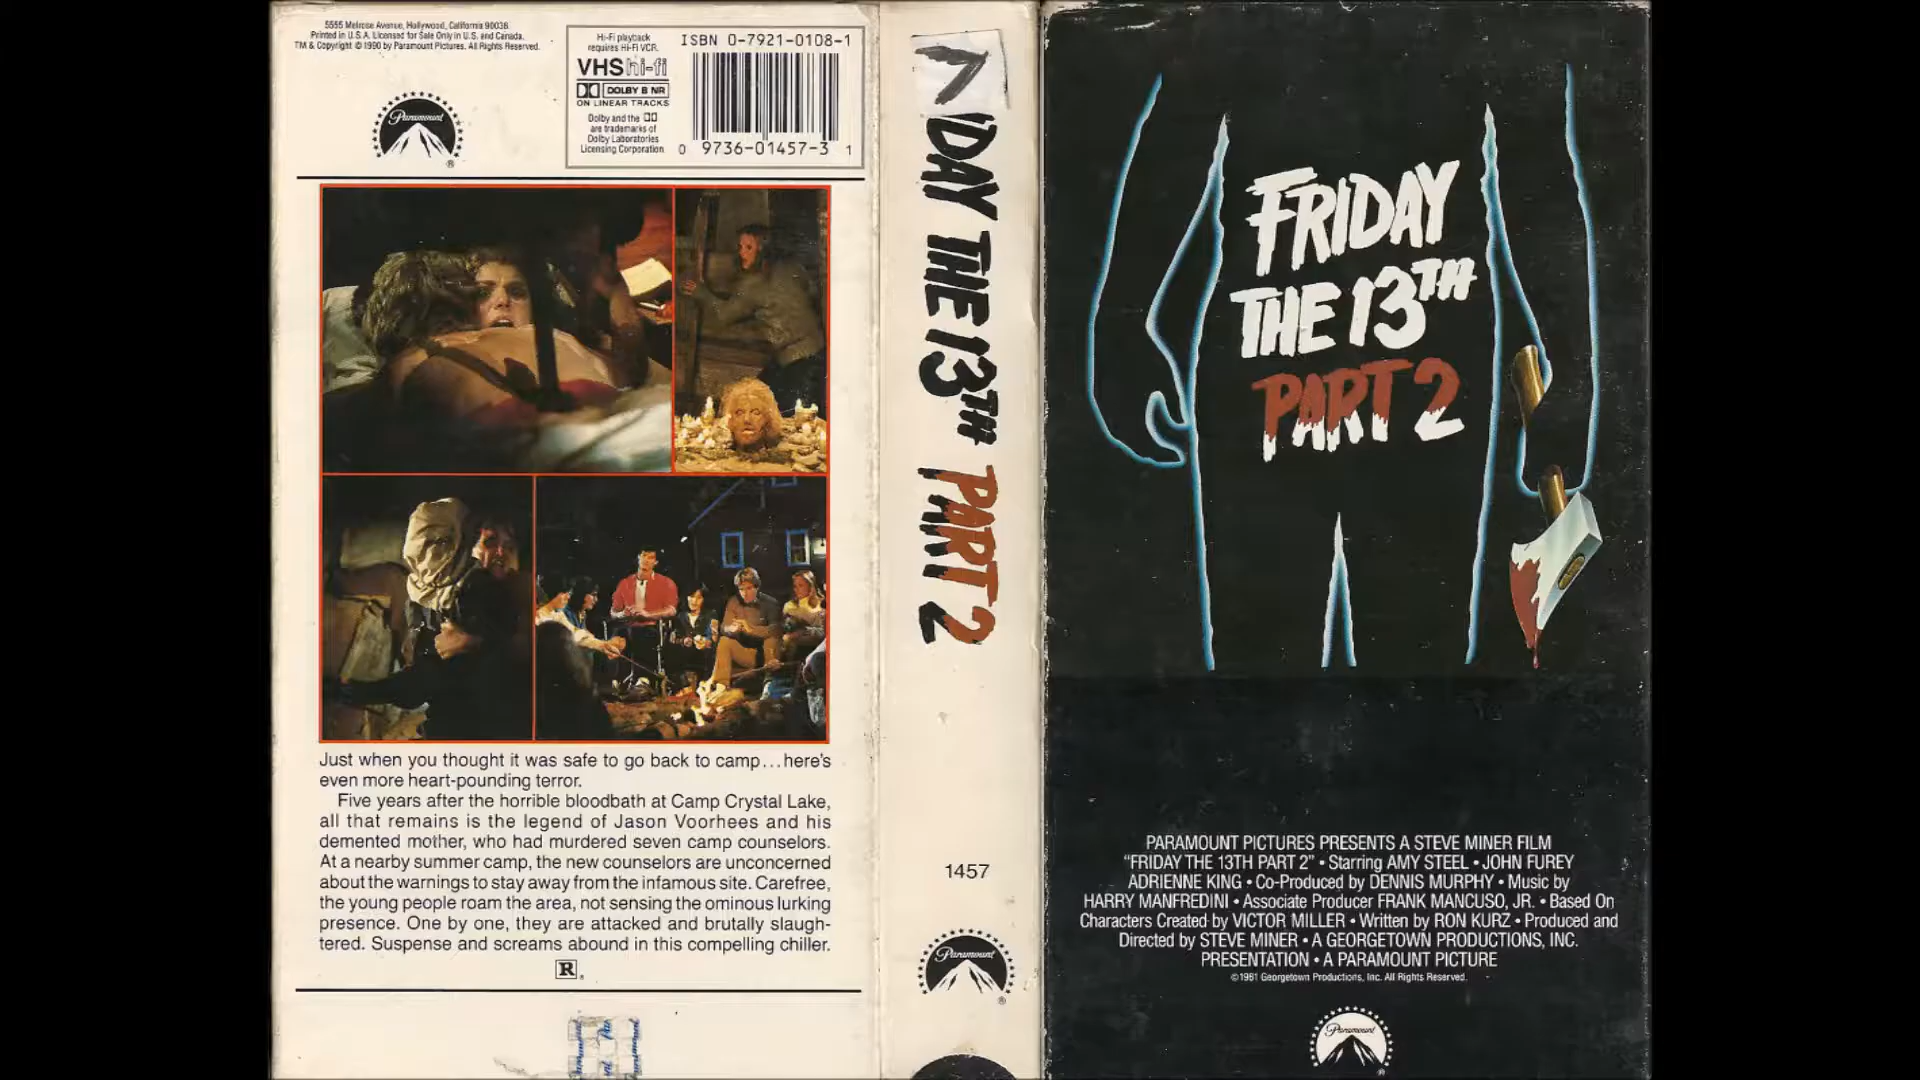 5555 Melrose Avenue, Hollywood, California 90038
Printed in U.S.A. Licensed for Sale Only in U.S. and Canada.
TM & Copyright © 1990 by Paramount Pictures. All Rights Reserved.
Paramount
®
Hi-Fi playback
requires Hi-Fi VCR.
VHS hi-fi
DOLBY B NR
ON LINEAR TRACKS
Dolby and the
are trademarks of
Dolby Laboratories
Licensing Corporation.
ISBN 0-7921-0108-1
0 9736-01457-3 1
Just when you thought it was safe to go back to camp...here's
even more heart-pounding terror.
Five years after the horrible bloodbath at Camp Crystal Lake,
all that remains is the legend of Jason Voorhees and his
demented mother, who had murdered seven camp counselors.
At a nearby summer camp, the new counselors are unconcerned
about the warnings to stay away from the infamous site. Carefree,
the young people roam the area, not sensing the ominous lurking
presence. One by one, they are attacked and brutally slaugh-
tered. Suspense and screams abound in this compelling chiller.
R
DAY THE 13TH PART 2
1457
Paramount
®
FRIDAY
THE 13TH
PART 2
PARAMOUNT PICTURES PRESENTS A STEVE MINER FILM
"FRIDAY THE 13TH PART 2" • Starring AMY STEEL • JOHN FUREY
ADRIENNE KING • Co-Produced by DENNIS MURPHY • Music by
HARRY MANFREDINI • Associate Producer FRANK MANCUSO, JR. • Based On
Characters Created by VICTOR MILLER • Written by RON KURZ • Produced and
Directed by STEVE MINER • A GEORGETOWN PRODUCTIONS, INC.
PRESENTATION • A PARAMOUNT PICTURE
©1981 Georgetown Productions, Inc. All Rights Reserved.
Paramount
®